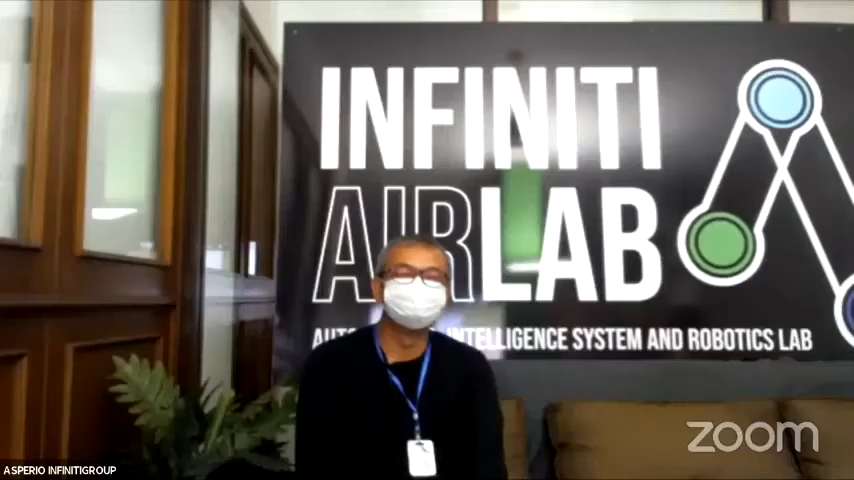 INFINITI
AIRLAB
INTELLIGENCE SYSTEM AND ROBOTICS LAB
zoom
ASPERIO INFINITIGROUP